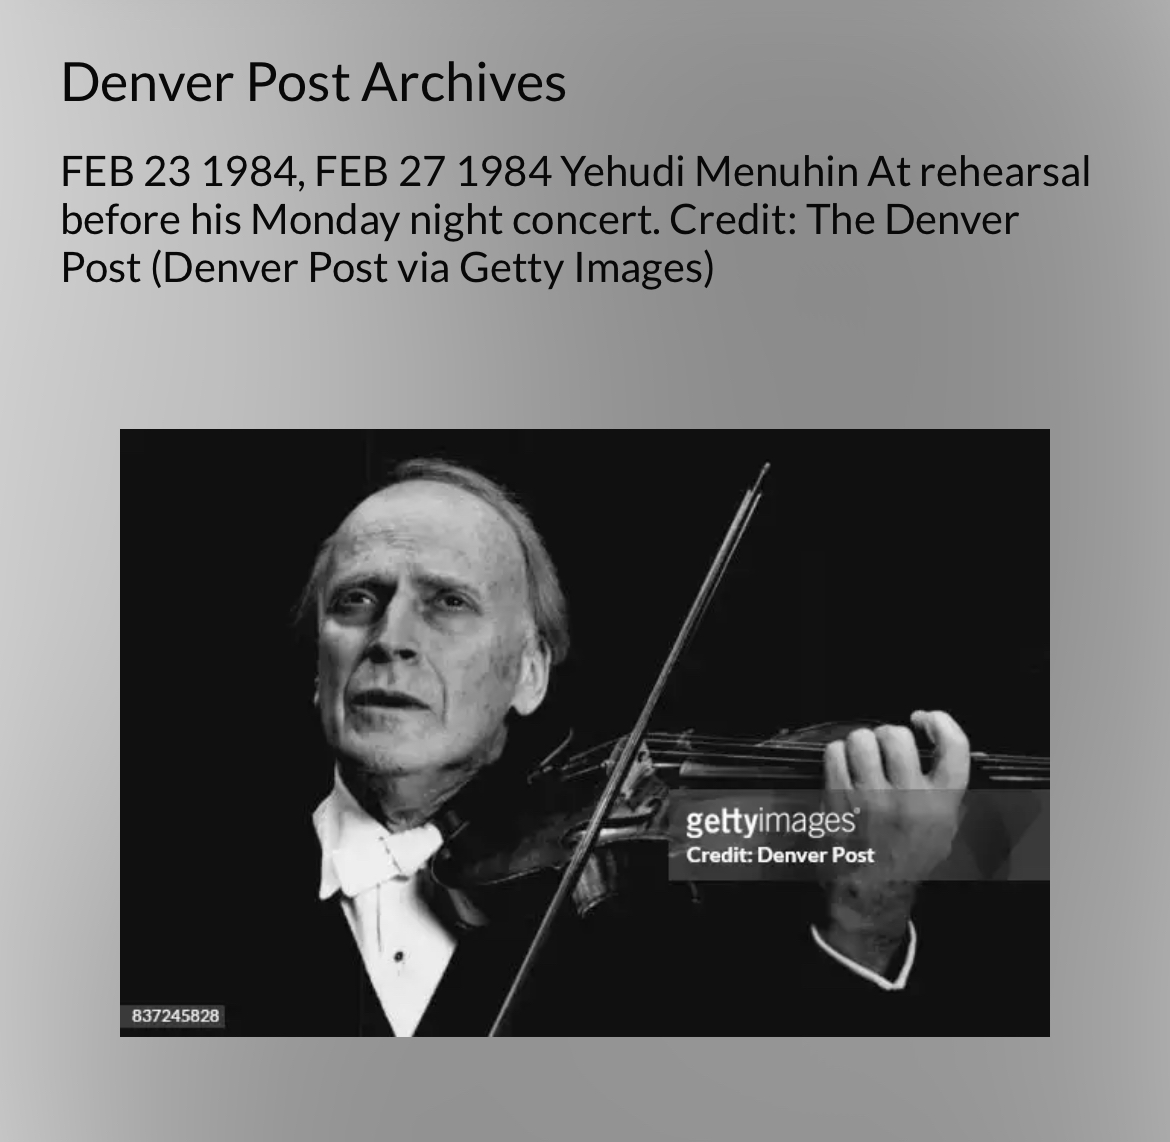 Denver Post Archives
FEB 23 1984, FEB 27 1984 Yehudi Menuhin At rehearsal
before his Monday night concert. Credit: The Denver
Post (Denver Post via Getty Images)
gettyimages®
Credit: Denver Post
837245828